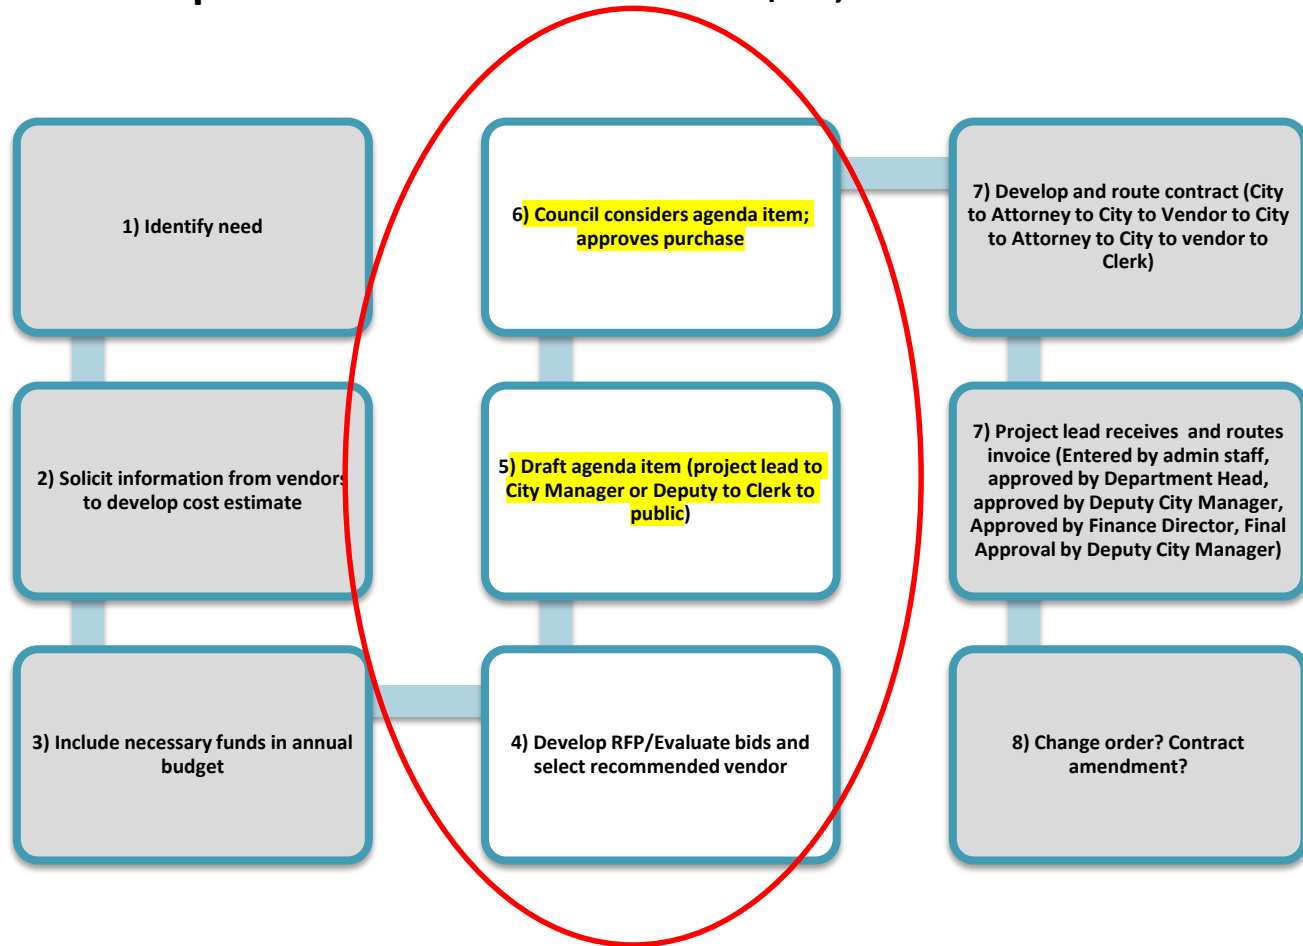 1) Identify need
2) Solicit information from vendors
to develop cost estimate
3) Include necessary funds in annual
budget
4) Develop RFP/Evaluate bids and
select recommended vendor
5) Draft agenda item (project lead to
City Manager or Deputy to Clerk to
public)
6) Council considers agenda item;
approves purchase
7) Develop and route contract (City
to Attorney to City to Vendor to City
to Attorney to City to vendor to
Clerk)
7) Project lead receives and routes
invoice (Entered by admin staff,
approved by Department Head,
approved by Deputy City Manager,
Approved by Finance Director, Final
Approval by Deputy City Manager)
8) Change order? Contract
amendment?